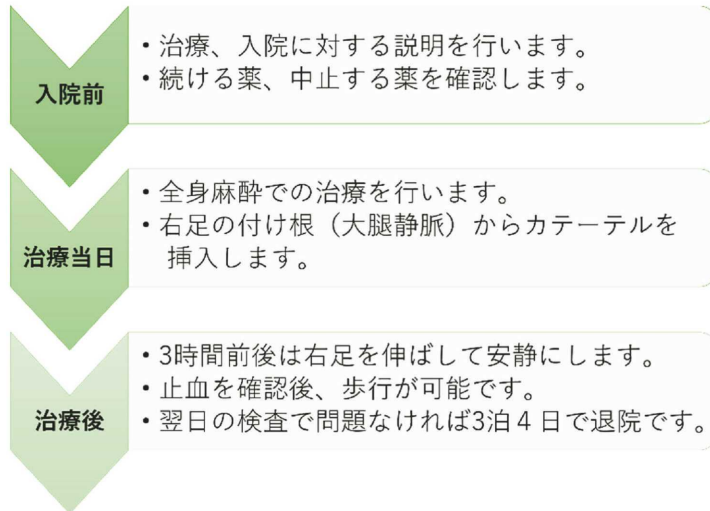 入院前
・治療、入院に対する説明を行います。
・続ける薬、中止する薬を確認します。
治療当日
・全身麻酔での治療を行います。
・右足の付け根（大腿静脈）からカテーテルを
挿入します。
治療後
・3時間前後は右足を伸ばして安静にします。
・止血を確認後、歩行が可能です。
・翌日の検査で問題なければ3泊４日で退院です。